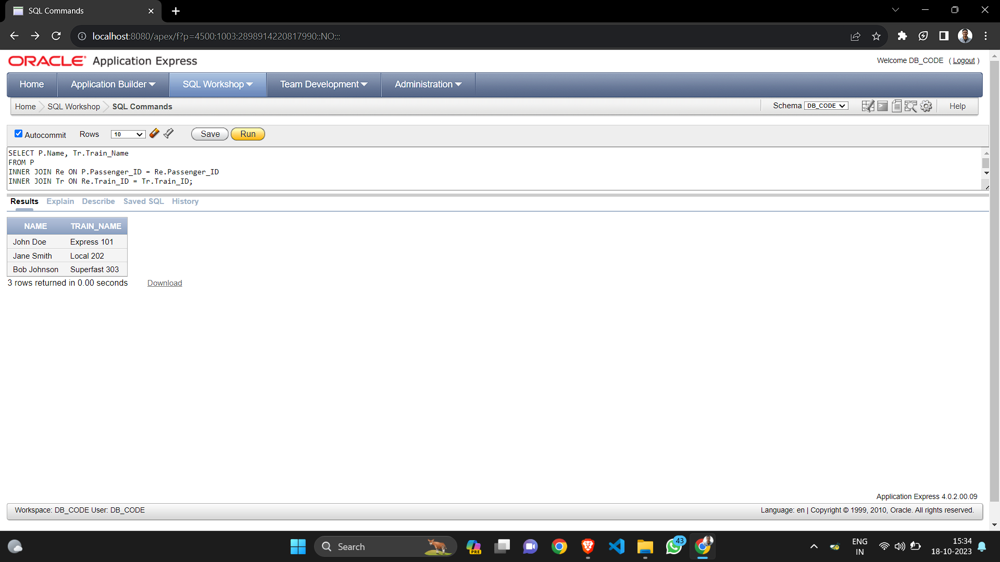 SQL Commands
localhost:8080/apex/f?p=4500:1003:2898914220817990::NO:::
ORACLE Application Express
Welcome DB_CODE ( Logout )
Home Application Builder SQL Workshop Team Development Administration
Home SQL Workshop SQL Commands
Schema DB_CODE Help
Autocommit Rows 10 Save Run
SELECT P.Name, Tr.Train_Name
FROM P
INNER JOIN Re ON P.Passenger_ID = Re.Passenger_ID
INNER JOIN Tr ON Re.Train_ID = Tr.Train_ID;
Results Explain Describe Saved SQL History
NAME TRAIN_NAME
John Doe Express 101
Jane Smith Local 202
Bob Johnson Superfast 303
3 rows returned in 0.00 seconds Download
Application Express 4.0.2.00.09
Workspace: DB_CODE User: DB_CODE
Language: en | Copyright © 1999, 2010, Oracle. All rights reserved.
Search
PRE
43
ENG
IN
15:34
18-10-2023